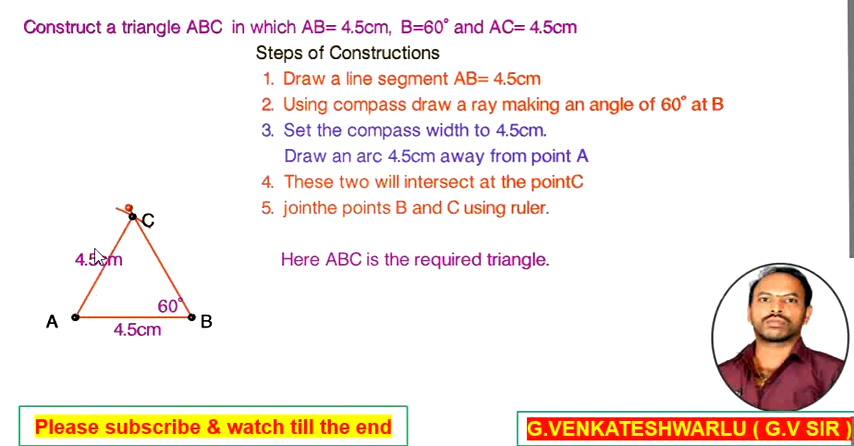 Construct a triangle ABC in which AB= 4.5cm, B=60° and AC= 4.5cm
Steps of Constructions
1. Draw a line segment AB= 4.5cm
2. Using compass draw a ray making an angle of 60° at B
3. Set the compass width to 4.5cm.
Draw an arc 4.5cm away from point A
4. These two will intersect at the pointC
5. jointhe points B and C using ruler.
Here ABC is the required triangle.
C
4.5cm
60°
A
B
4.5cm
Please subscribe & watch till the end
G.VENKATESHWARLU ( G.V SIR )